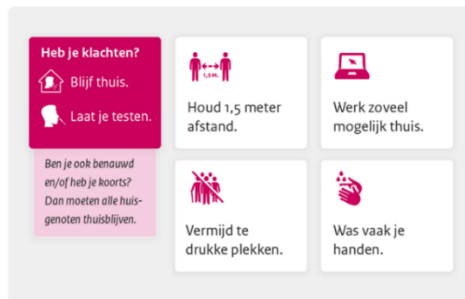 Heb je klachten?
Blijf thuis.
Laat je testen.
Ben je ook benauwd
en/of heb je koorts?
Dan moeten alle huis-
genoten thuisblijven.
1,5 M.
Houd 1,5 meter
afstand.
Werk zoveel
mogelijk thuis.
Vermijd te
drukke plekken.
Was vaak je
handen.